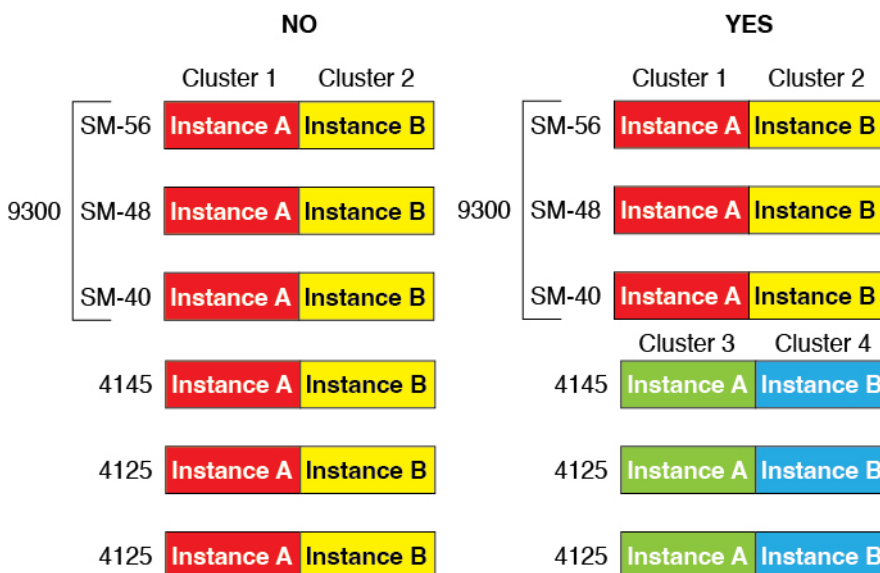 NO YES
Cluster 1 Cluster 2 Cluster 1 Cluster 2
SM-56 Instance A Instance B SM-56 Instance A Instance B
9300 SM-48 Instance A Instance B 9300 SM-48 Instance A Instance B
SM-40 Instance A Instance B SM-40 Instance A Instance B
Cluster 3 Cluster 4
4145 Instance A Instance B 4145 Instance A Instance B
4125 Instance A Instance B 4125 Instance A Instance B
4125 Instance A Instance B 4125 Instance A Instance B